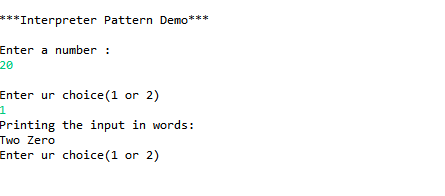 ***Interpreter Pattern Demo***
Enter a number :
20
Enter ur choice(1 or 2)
1
Printing the input in words:
Two Zero
Enter ur choice(1 or 2)